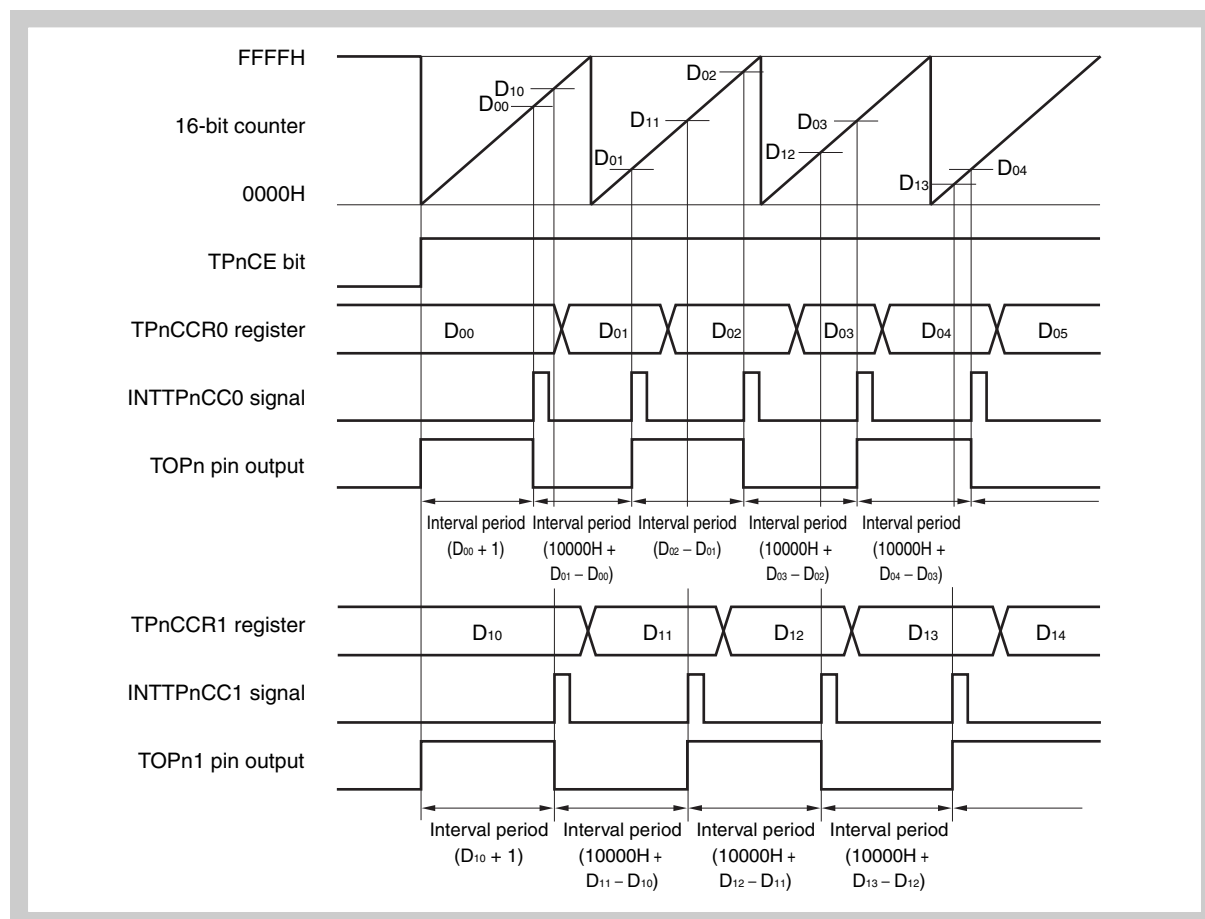 FFFFH
16-bit counter
0000H
D10
D00
D01
D11
D02
D12
D03
D13
D04
TPnCE bit
TPnCCR0 register
D00
D01
D02
D03
D04
D05
INTTPnCC0 signal
TOPn pin output
Interval period
(D00 + 1)
Interval period
(10000H +
D01 – D00)
Interval period
(D02 – D01)
Interval period
(10000H +
D03 – D02)
Interval period
(10000H +
D04 – D03)
TPnCCR1 register
D10
D11
D12
D13
D14
INTTPnCC1 signal
TOPn1 pin output
Interval period
(D10 + 1)
Interval period
(10000H +
D11 – D10)
Interval period
(10000H +
D12 – D11)
Interval period
(10000H +
D13 – D12)